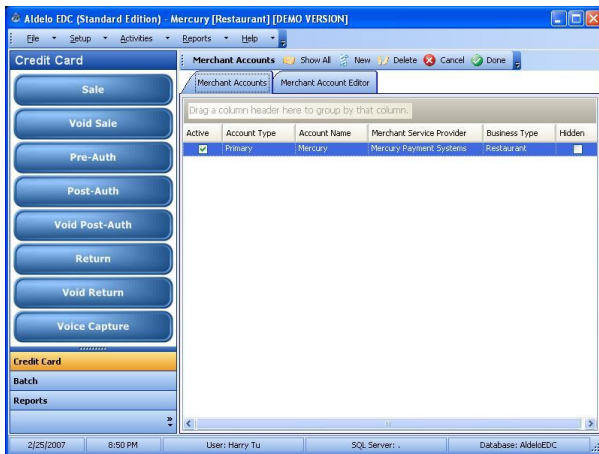 Aldelo EDC (Standard Edition) - Mercury [Restaurant] [DEMO VERSION]
File Setup Activities Reports Help
Credit Card
Merchant Accounts Show All New Delete Cancel Done
Merchant Accounts Merchant Account Editor
Drag a column header here to group by that column.
Active Account Type Account Name Merchant Service Provider Business Type Hidden
Primary Mercury Mercury Payment Systems Restaurant
Sale
Void Sale
Pre-Auth
Post-Auth
Void Post-Auth
Return
Void Return
Voice Capture
Credit Card
Batch
Reports
2/25/2007 8:50 PM User: Harry Tu SQL Server: . Database: AldeloEDC